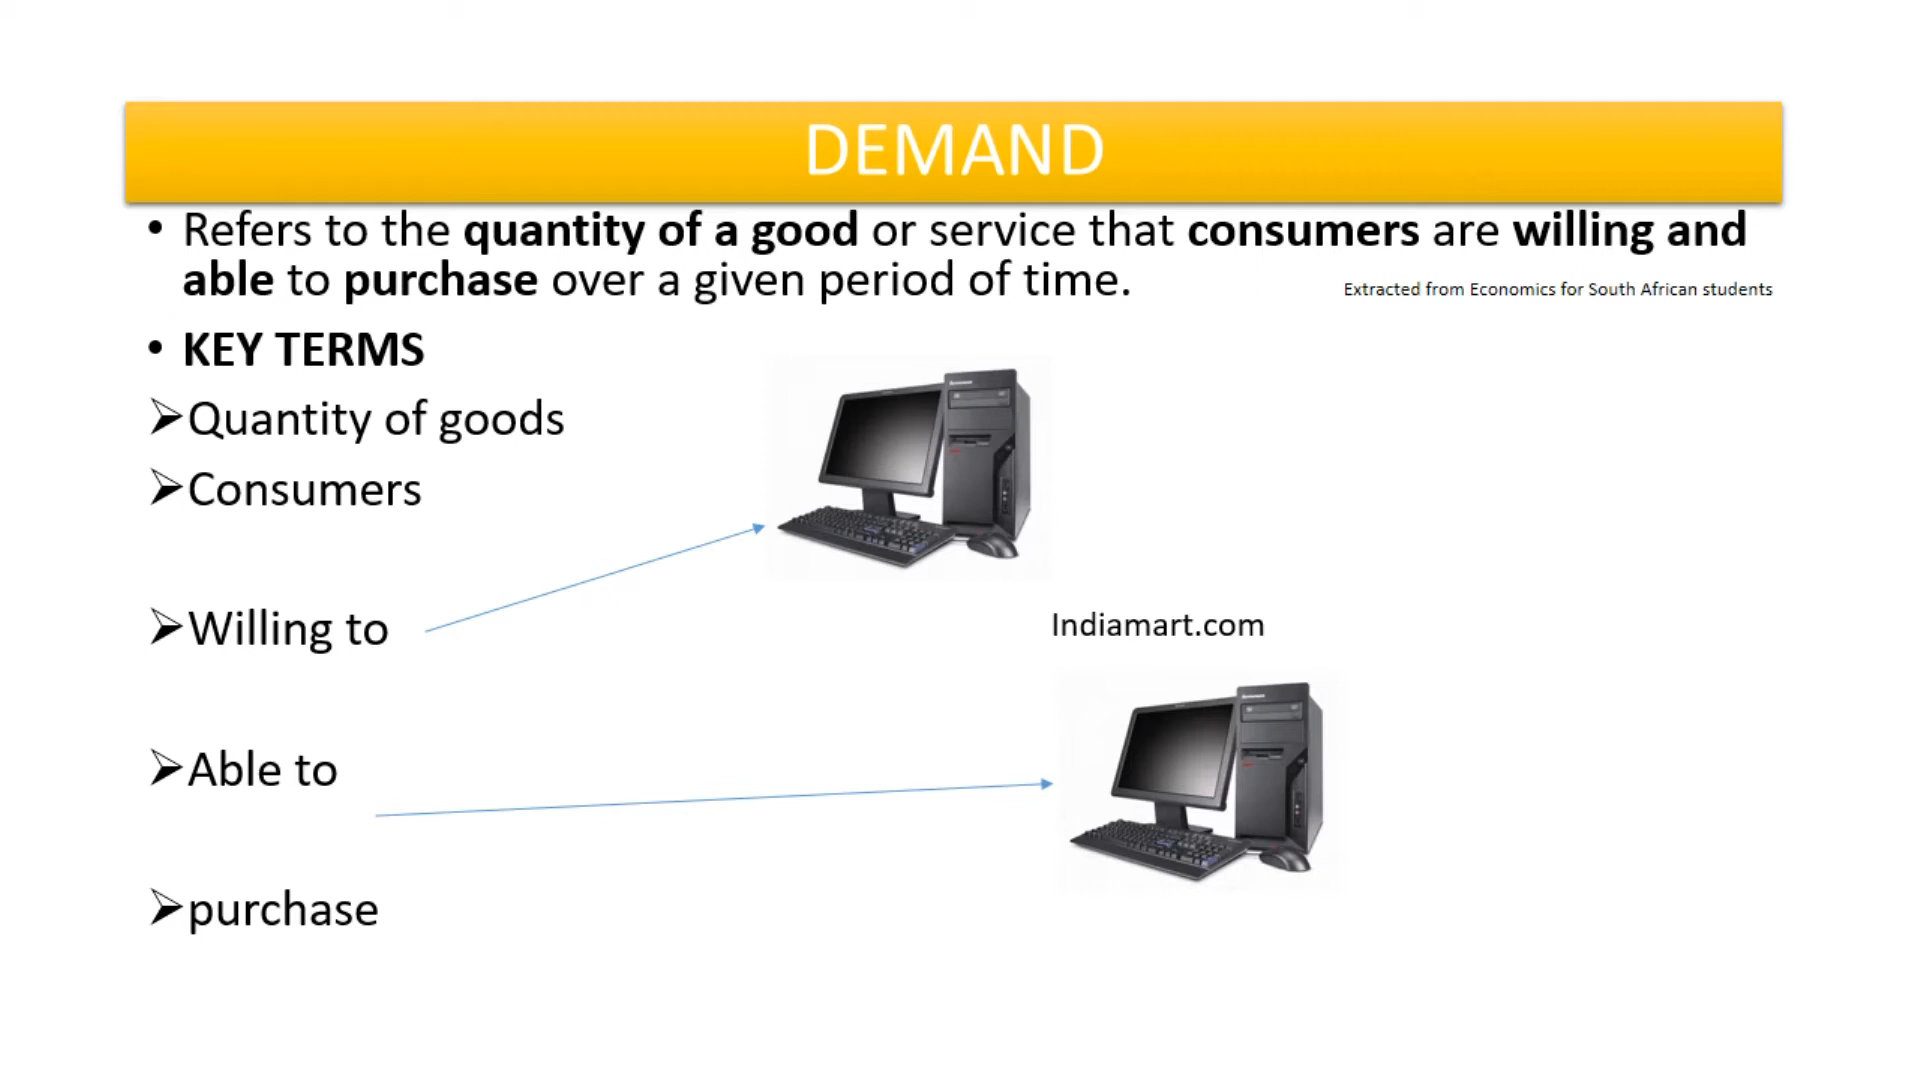 DEMAND
• Refers to the quantity of a good or service that consumers are willing and
able to purchase over a given period of time.
Extracted from Economics for South African students
• KEY TERMS
➢Quantity of goods
➢Consumers
➢Willing to
Indiamart.com
➢Able to
➢purchase